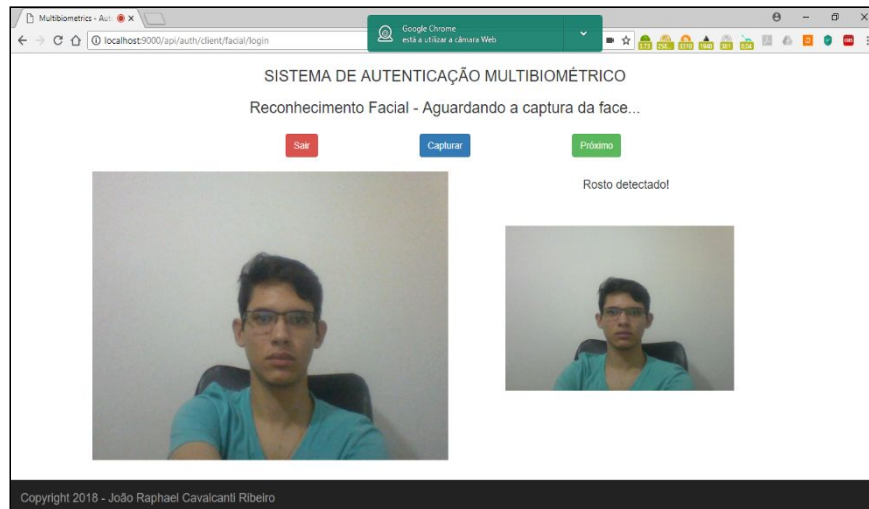 Multibiometrics - Aut
Google Chrome
está a utilizar a câmara Web
localhost:9000/api/auth/client/facial/login
SISTEMA DE AUTENTICAÇÃO MULTIBIOMÉTRICO
Reconhecimento Facial - Aguardando a captura da face...
Sair Capturar Próximo
Rosto detectado!
Copyright 2018 - João Raphael Cavalcanti Ribeiro